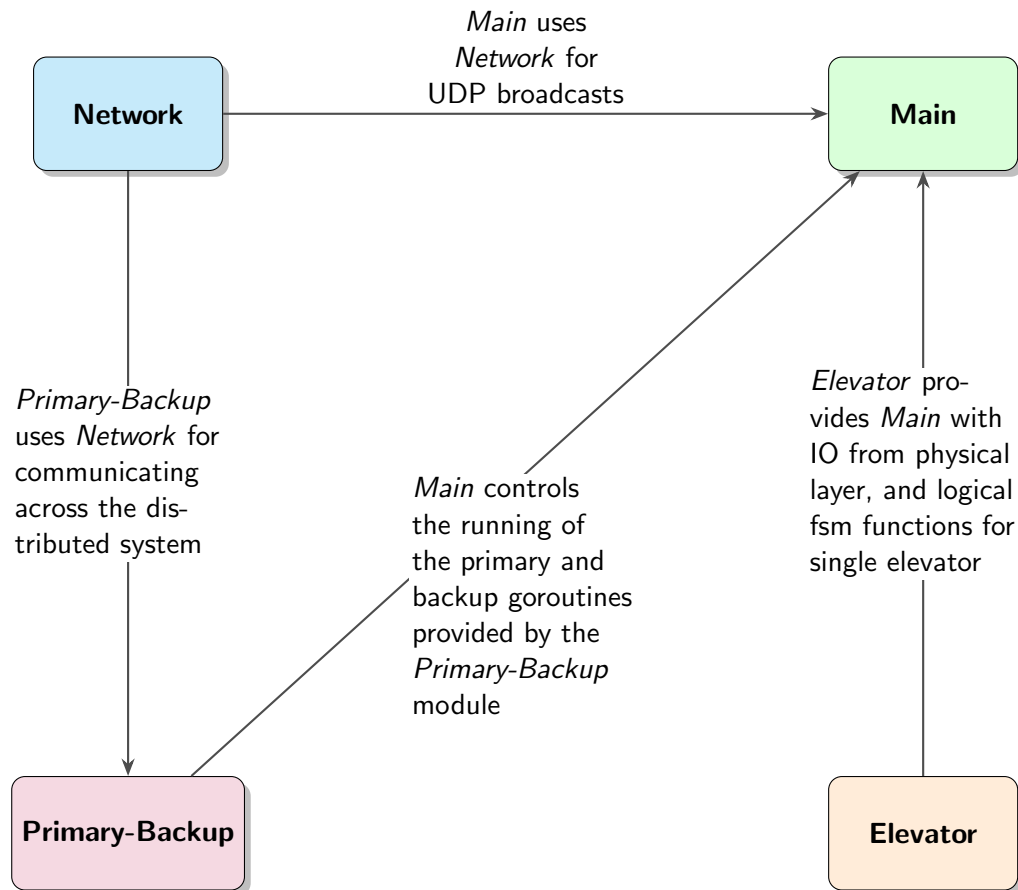 Main uses
Network for
UDP broadcasts
Network
Main
Primary-Backup
uses Network for
communicating
across the dis-
tributed system
Main controls
the running of
the primary and
backup goroutines
provided by the
Primary-Backup
module
Elevator pro-
vides Main with
IO from physical
layer, and logical
fsm functions for
single elevator
Primary-Backup
Elevator